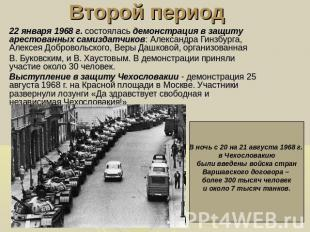 Второй период
22 января 1968 г. состоялась демонстрация в защиту
арестованных самиздатчиков: Александра Гинзбурга,
Алексея Добровольского, Веры Дашковой, организованная
В. Буковским, и В. Хаустовым. В демонстрации приняли
участие около 30 человек.
Выступление в защиту Чехословакии - демонстрация 25
августа 1968 г. на Красной площади в Москве. Участники
развернули лозунги «Да здравствует свободная и
независимая Чехословакия!»
В ночь с 20 на 21 августа 1968 г.
в Чехословакию
были введены войска стран
Варшавского договора –
более 300 тысяч человек
и около 7 тысяч танков.